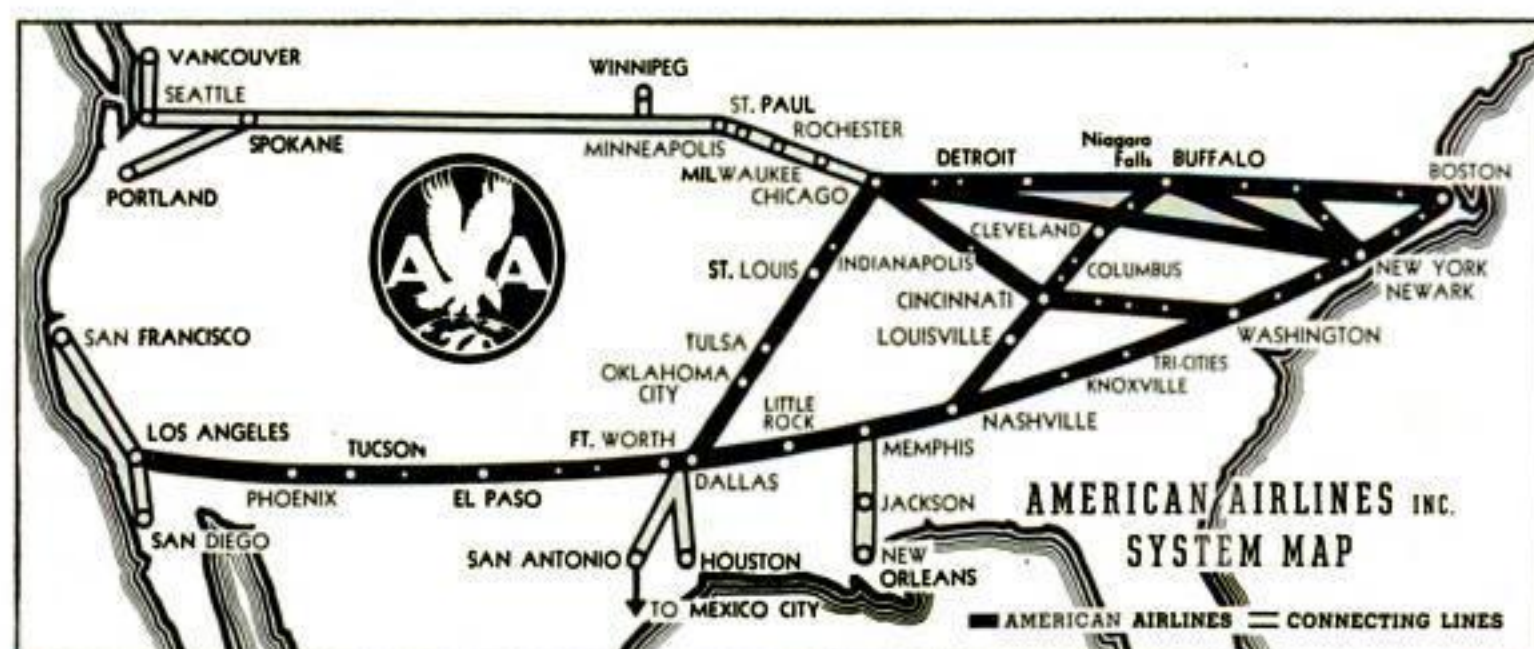 VANCOUVER
SEATTLE
SPOKANE
PORTLAND
WINNIPEG
ST. PAUL
ROCHESTER
MINNEAPOLIS
MILWAUKEE
CHICAGO
DETROIT
Niagara
Falls
BUFFALO
BOSTON
CLEVELAND
ST. LOUIS
INDIANAPOLIS
COLUMBUS
NEW YORK
NEWARK
CINCINNATI
A A
SAN FRANCISCO
TULSA
LOUISVILLE
WASHINGTON
OKLAHOMA
CITY
TRI-CITIES
KNOXVILLE
LITTLE
ROCK
NASHVILLE
LOS ANGELES
TUCSON
FT. WORTH
MEMPHIS
PHOENIX
EL PASO
DALLAS
JACKSON
SAN DIEGO
SAN ANTONIO
HOUSTON
NEW
ORLEANS
TO MEXICO CITY
AMERICAN AIRLINES INC.
SYSTEM MAP
AMERICAN AIRLINES
CONNECTING LINES